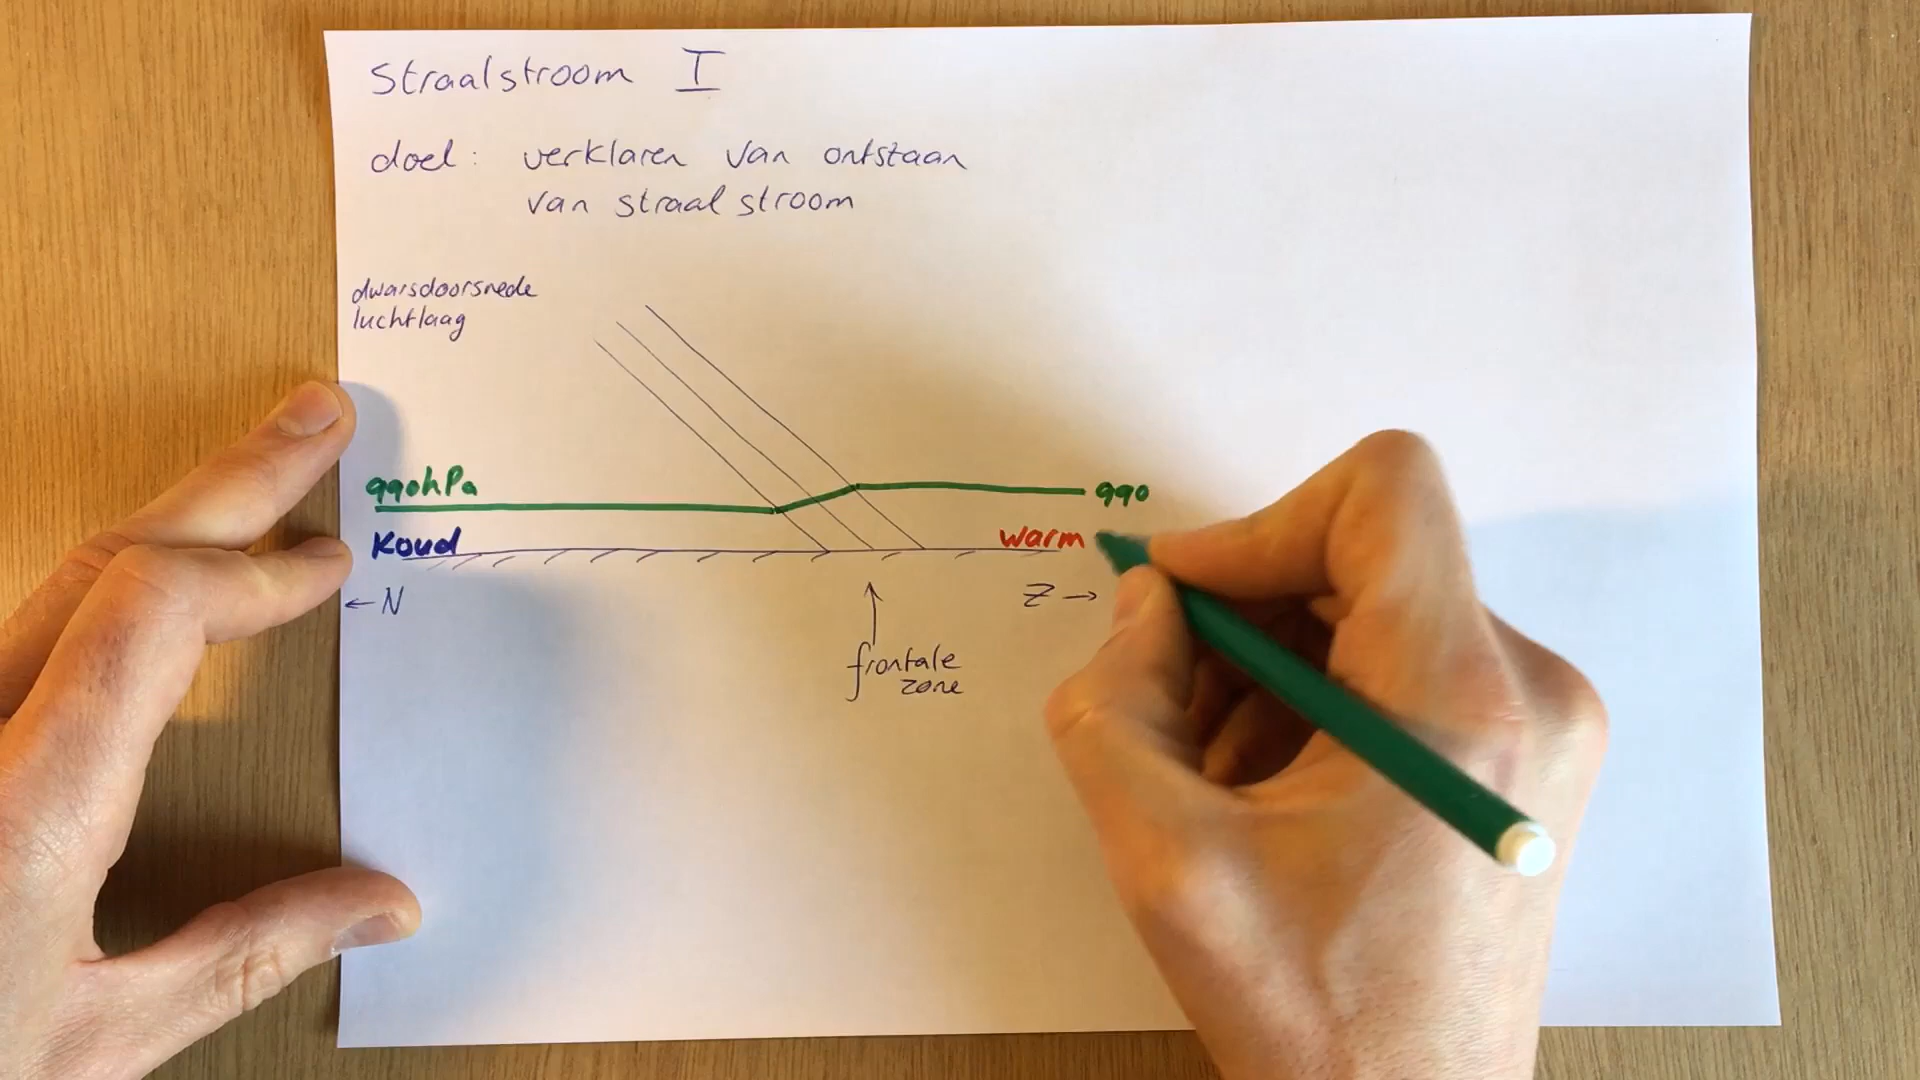 Straalstroom I
doel: verklaren van ontstaan
van straalstroom
dwarsdoorsnede
luchtlaag
990hPa
990
Koud
warm
← N
Z →
frontale
zone